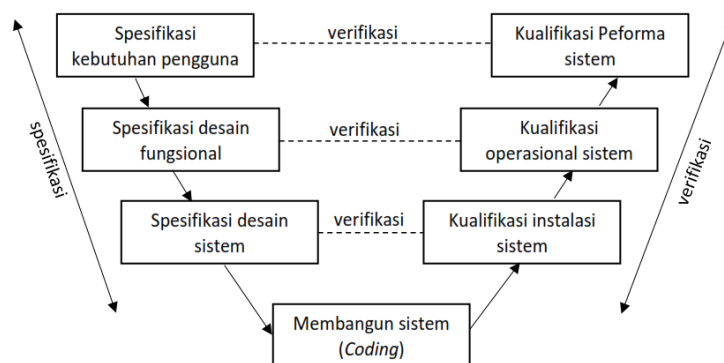 Spesifikasi
kebutuhan pengguna
verifikasi
Kualifikasi Peforma
sistem
Spesifikasi desain
fungsional
verifikasi
Kualifikasi
operasional sistem
Spesifikasi desain
sistem
verifikasi
Kualifikasi instalasi
sistem
Membangun sistem
(Coding)
spesifikasi
verifikasi